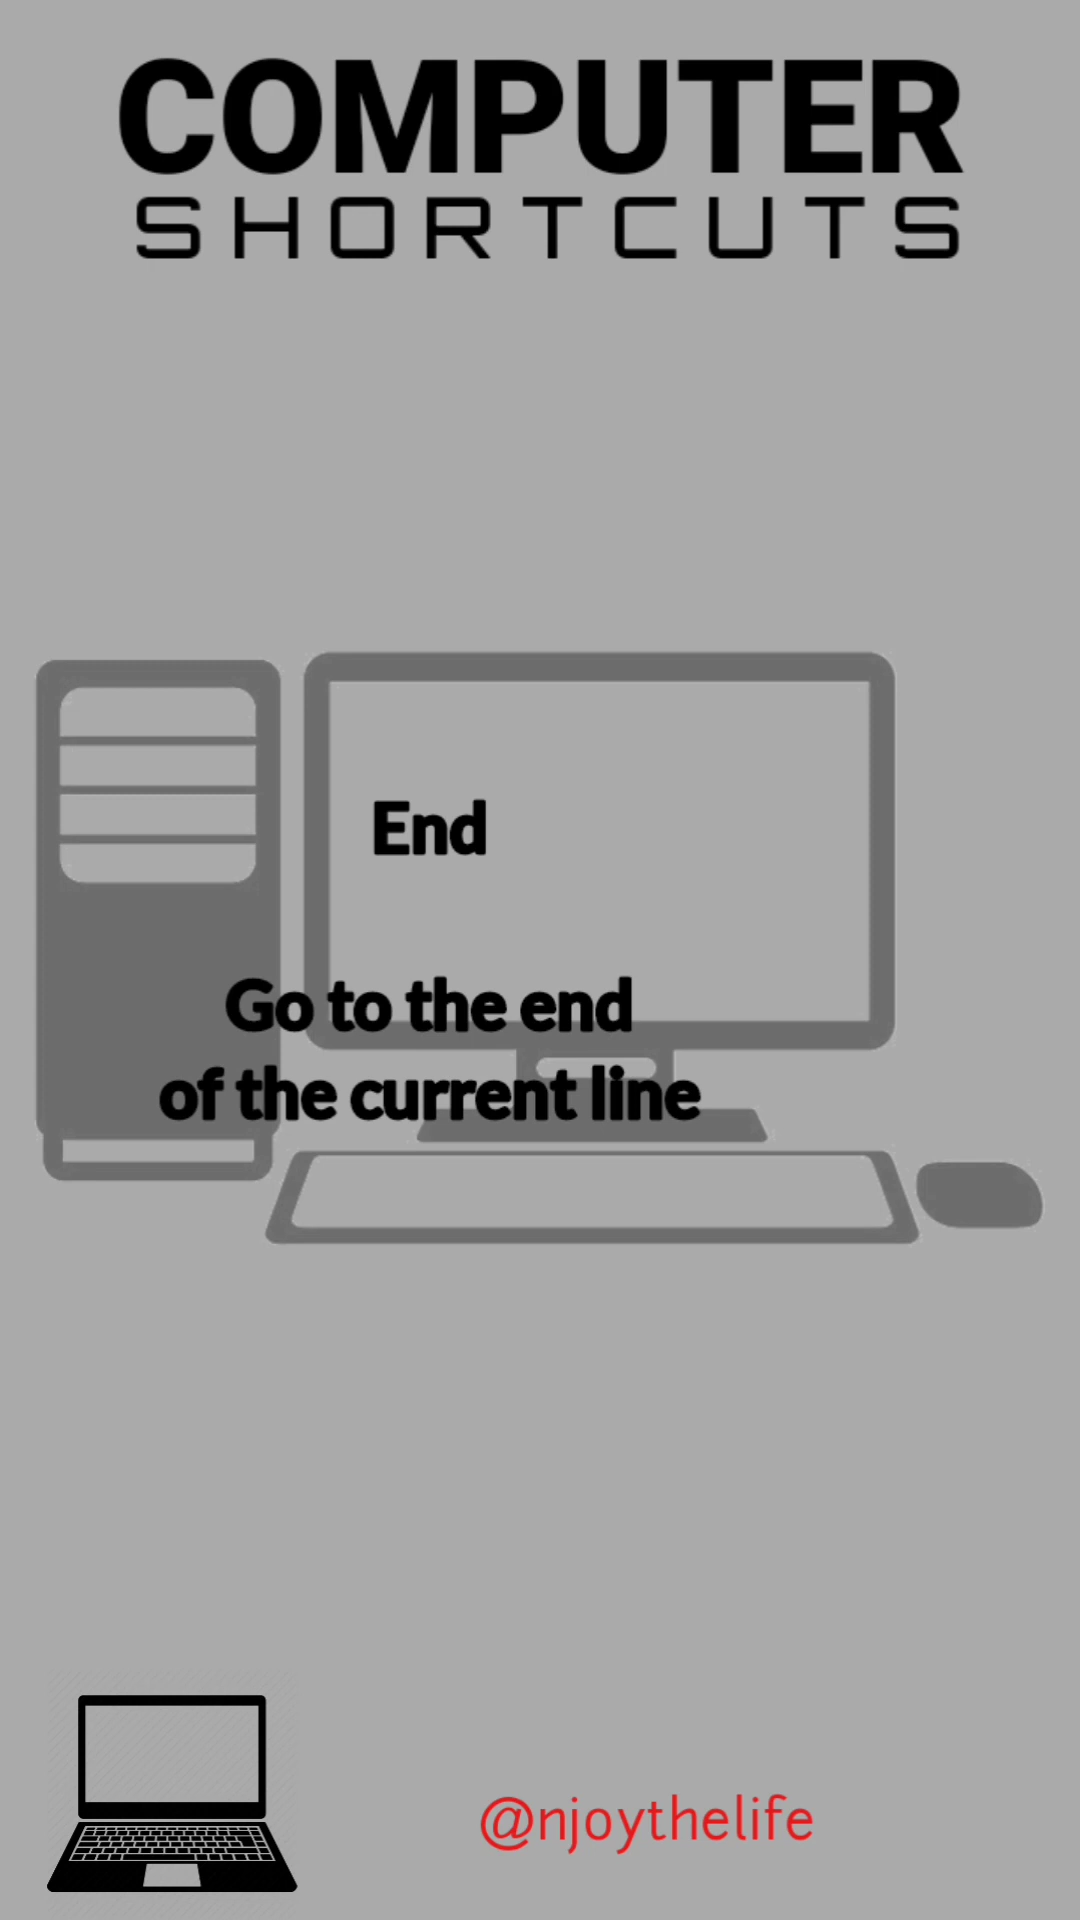 COMPUTER
SHORTCUTS
End
Go to the end
of the current line
@njoythelife